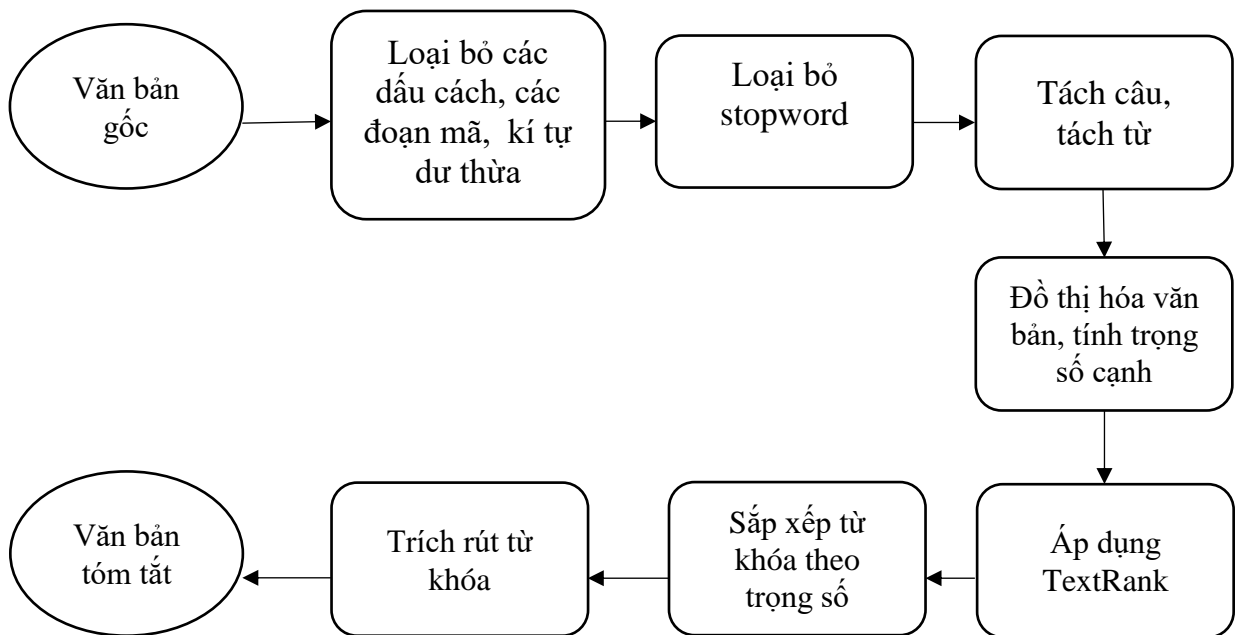 Văn bản
gốc
Loại bỏ các
dấu cách, các
đoạn mã, kí tự
dư thừa
Loại bỏ
stopword
Tách câu,
tách từ
Đồ thị hóa văn
bản, tính trọng
số cạnh
Áp dụng
TextRank
Sắp xếp từ
khóa theo
trọng số
Trích rút từ
khóa
Văn bản
tóm tắt